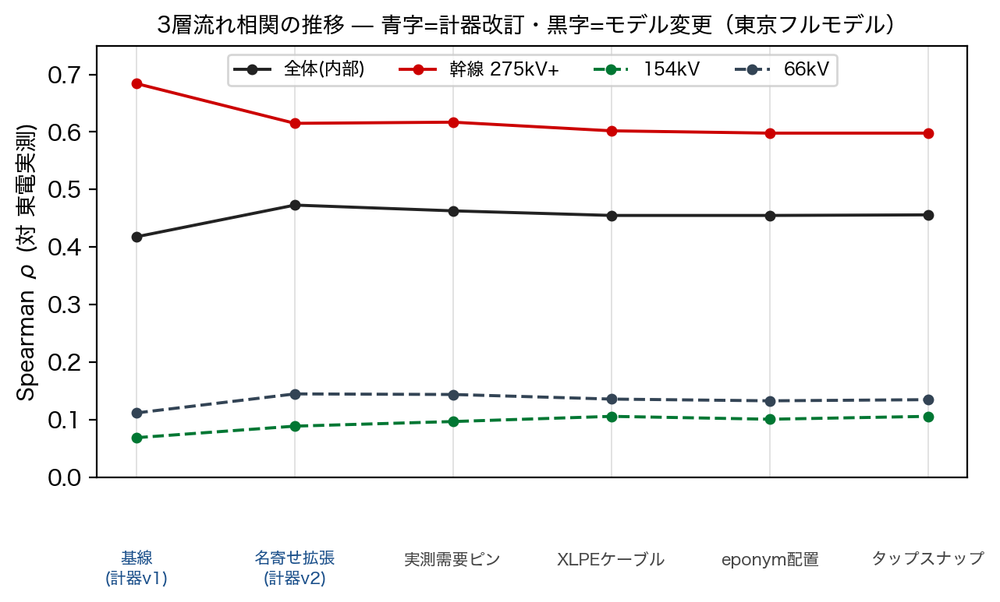 3層流れ相関の推移 — 青字=計器改訂・黒字=モデル変更（東京フルモデル）
全体(内部) 幹線 275kV+ 154kV 66kV
Spearman ρ (対 東電実測)
0.7
0.6
0.5
0.4
0.3
0.2
0.1
0.0
基線
(計器v1)
名寄せ拡張
(計器v2)
実測需要ピン
XLPEケーブル
eponym配置
タップスナップ